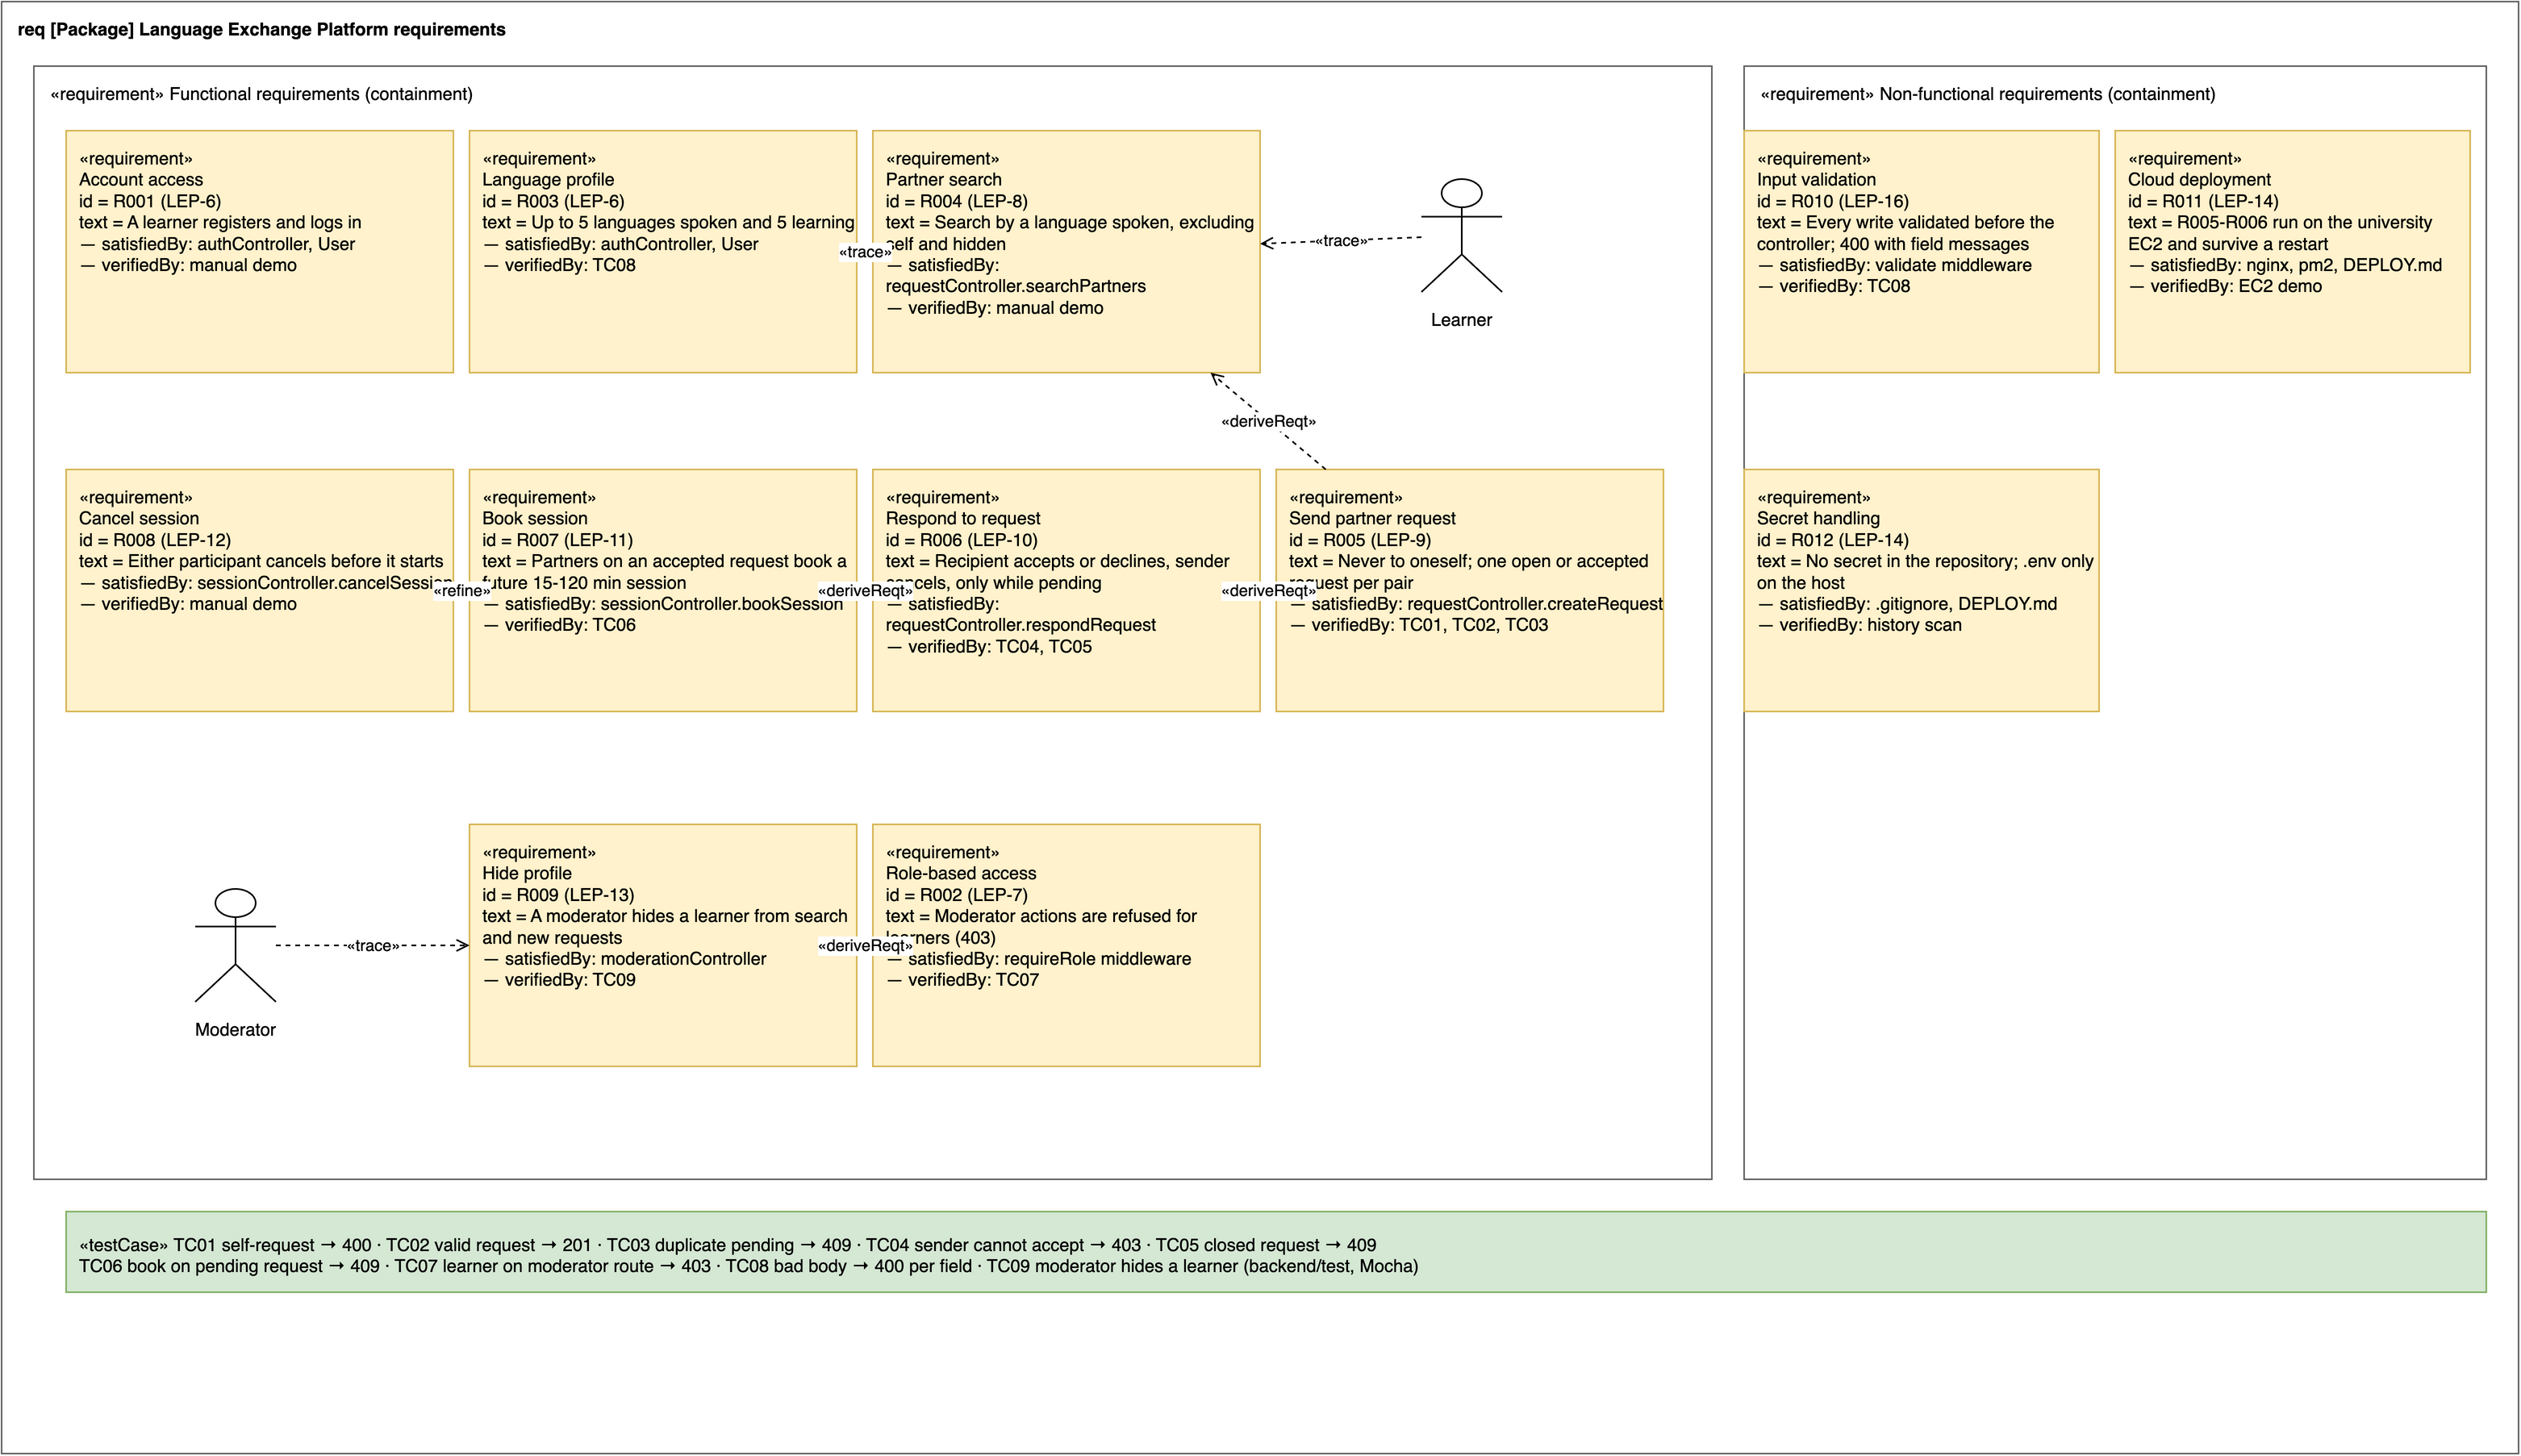 req [Package] Language Exchange Platform requirements
«requirement» Functional requirements (containment)
«requirement»
Account access
id = R001 (LEP-6)
text = A learner registers and logs in
— satisfiedBy: authController, User
— verifiedBy: manual demo
«requirement»
Language profile
id = R003 (LEP-6)
text = Up to 5 languages spoken and 5 learning
— satisfiedBy: authController, User
— verifiedBy: TC08
«trace»
«requirement»
Partner search
id = R004 (LEP-8)
text = Search by a language spoken, excluding
self and hidden
— satisfiedBy:
requestController.searchPartners
— verifiedBy: manual demo
«trace»
Learner
«deriveReqt»
«requirement»
Cancel session
id = R008 (LEP-12)
text = Either participant cancels before it starts
— satisfiedBy: sessionController.cancelSession
— verifiedBy: manual demo
«refine»
«requirement»
Book session
id = R007 (LEP-11)
text = Partners on an accepted request book a
future 15-120 min session
— satisfiedBy: sessionController.bookSession
— verifiedBy: TC06
«deriveReqt»
«requirement»
Respond to request
id = R006 (LEP-10)
text = Recipient accepts or declines, sender
cancels, only while pending
— satisfiedBy:
requestController.respondRequest
— verifiedBy: TC04, TC05
«deriveReqt»
«requirement»
Send partner request
id = R005 (LEP-9)
text = Never to oneself; one open or accepted
request per pair
— satisfiedBy: requestController.createRequest
— verifiedBy: TC01, TC02, TC03
Moderator
«trace»
«requirement»
Hide profile
id = R009 (LEP-13)
text = A moderator hides a learner from search
and new requests
— satisfiedBy: moderationController
— verifiedBy: TC09
«deriveReqt»
«requirement»
Role-based access
id = R002 (LEP-7)
text = Moderator actions are refused for
learners (403)
— satisfiedBy: requireRole middleware
— verifiedBy: TC07
«requirement» Non-functional requirements (containment)
«requirement»
Input validation
id = R010 (LEP-16)
text = Every write validated before the
controller; 400 with field messages
— satisfiedBy: validate middleware
— verifiedBy: TC08
«requirement»
Cloud deployment
id = R011 (LEP-14)
text = R005-R006 run on the university
EC2 and survive a restart
— satisfiedBy: nginx, pm2, DEPLOY.md
— verifiedBy: EC2 demo
«requirement»
Secret handling
id = R012 (LEP-14)
text = No secret in the repository; .env only
on the host
— satisfiedBy: .gitignore, DEPLOY.md
— verifiedBy: history scan
«testCase» TC01 self-request → 400 · TC02 valid request → 201 · TC03 duplicate pending → 409 · TC04 sender cannot accept → 403 · TC05 closed request → 409
TC06 book on pending request → 409 · TC07 learner on moderator route → 403 · TC08 bad body → 400 per field · TC09 moderator hides a learner (backend/test, Mocha)